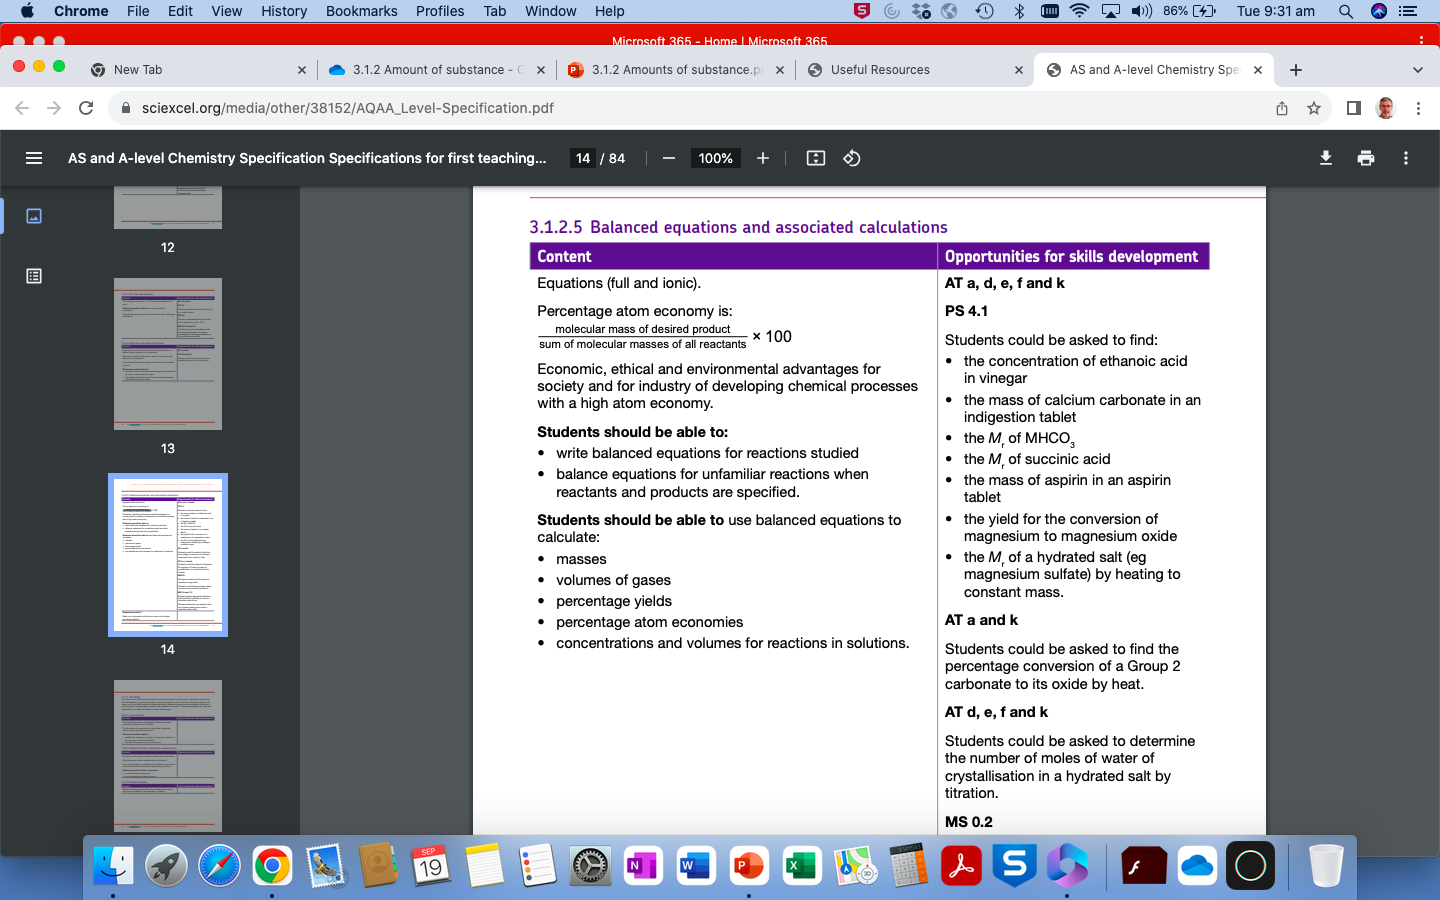 Chrome File Edit View History Bookmarks Profiles Tab Window Help 86% Tue 9:31 am
Microsoft 365 - Home | Microsoft 365
New Tab
3.1.2 Amount of substance -
3.1.2 Amounts of substance.p
Useful Resources
AS and A-level Chemistry Spe
sciexcel.org/media/other/38152/AQAA_Level-Specification.pdf
AS and A-level Chemistry Specification Specifications for first teaching...
14 / 84
100%
12
13
14
3.1.2.5 Balanced equations and associated calculations
Content
Equations (full and ionic).
Percentage atom economy is:
molecular mass of desired product
sum of molecular masses of all reactants
× 100
Economic, ethical and environmental advantages for
society and for industry of developing chemical processes
with a high atom economy.
Students should be able to:
• write balanced equations for reactions studied
• balance equations for unfamiliar reactions when
reactants and products are specified.
Students should be able to use balanced equations to
calculate:
• masses
• volumes of gases
• percentage yields
• percentage atom economies
• concentrations and volumes for reactions in solutions.
Opportunities for skills development
AT a, d, e, f and k
PS 4.1
Students could be asked to find:
• the concentration of ethanoic acid
in vinegar
• the mass of calcium carbonate in an
indigestion tablet
• the Mr of MHCO3
• the Mr of succinic acid
• the mass of aspirin in an aspirin
tablet
• the yield for the conversion of
magnesium to magnesium oxide
• the Mr of a hydrated salt (eg
magnesium sulfate) by heating to
constant mass.
AT a and k
Students could be asked to find the
percentage conversion of a Group 2
carbonate to its oxide by heat.
AT d, e, f and k
Students could be asked to determine
the number of moles of water of
crystallisation in a hydrated salt by
titration.
MS 0.2
SEP
19